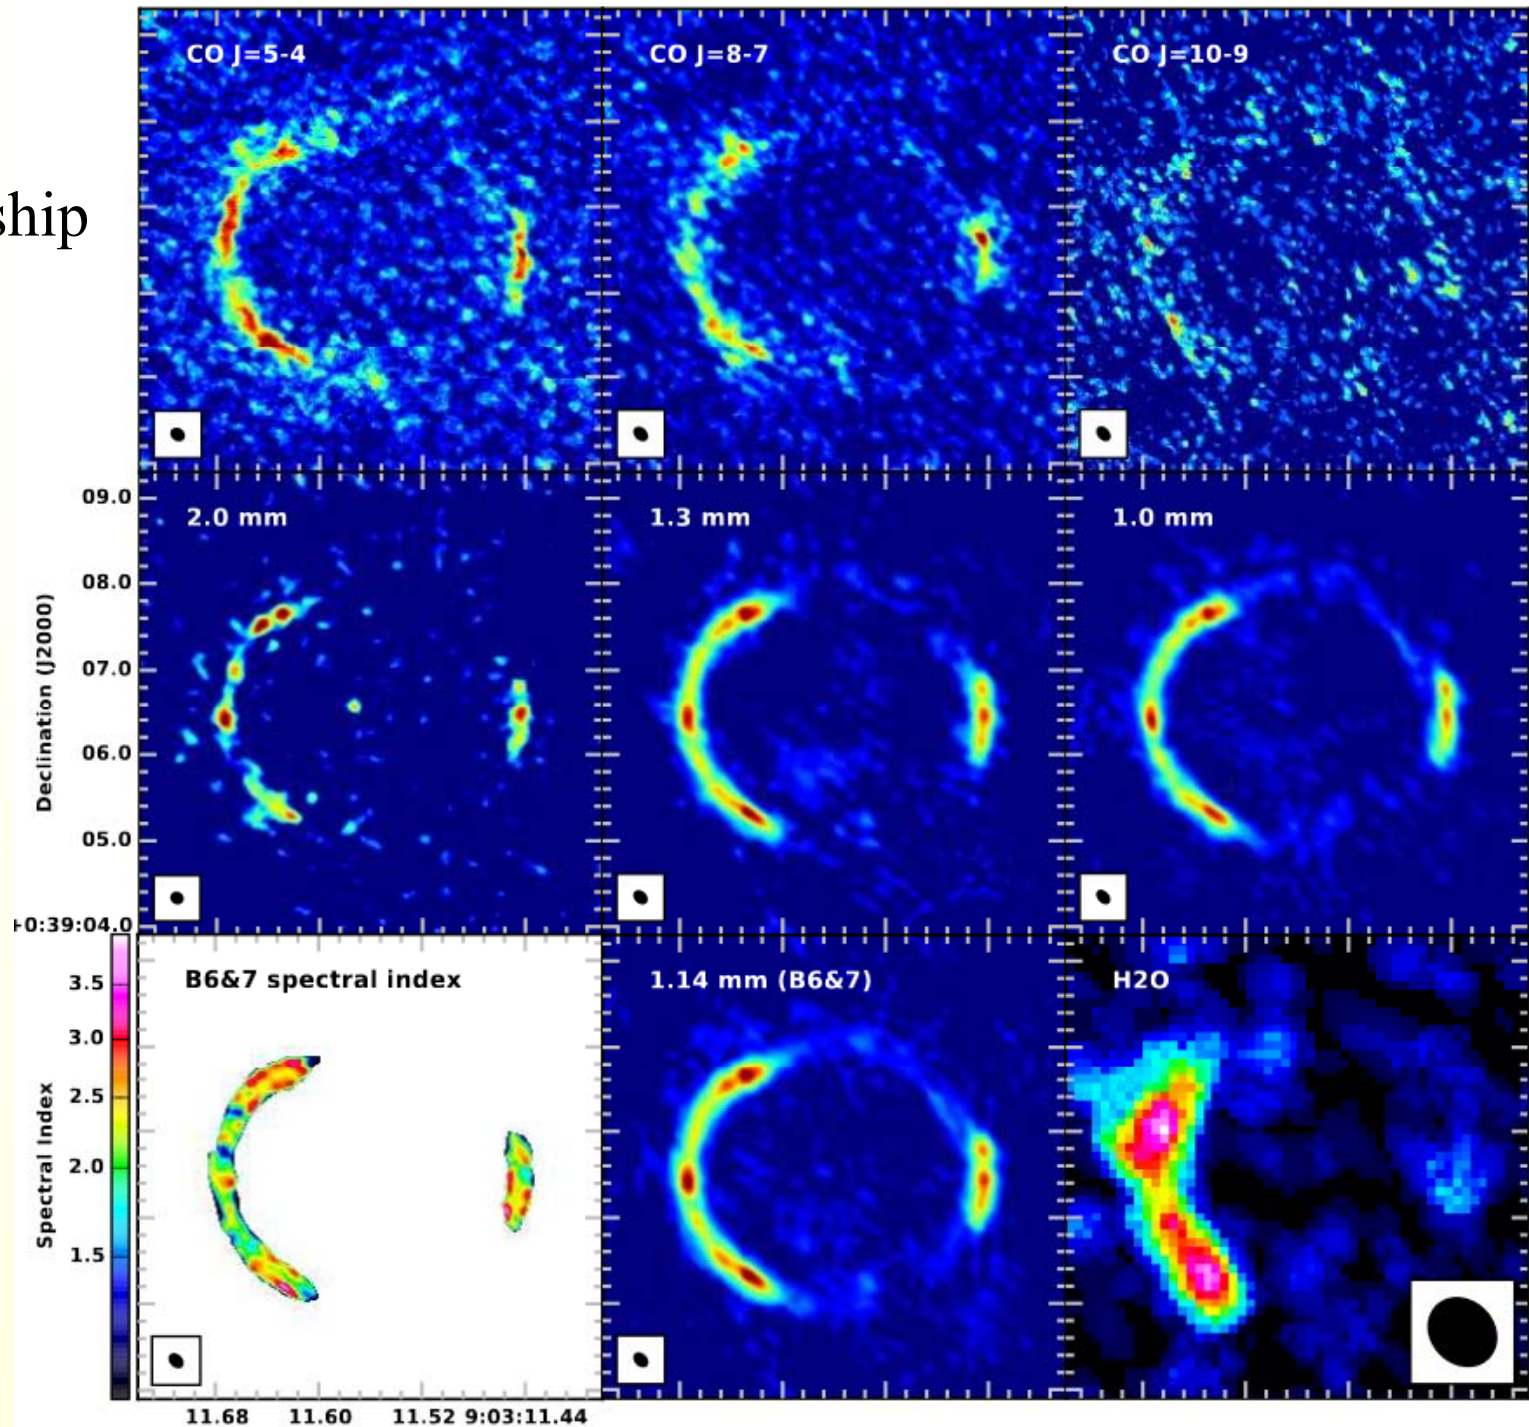 CO J=5-4
CO J=8-7
CO J=10-9
ship
2.0 mm
1.3 mm
1.0 mm
09.0
08.0
07.0
06.0
05.0
+0:39:04.0
Declination (J2000)
B6&7 spectral index
1.14 mm (B6&7)
H2O
3.5
3.0
2.5
2.0
1.5
Spectral Index
11.68
11.60
11.52
9:03:11.44